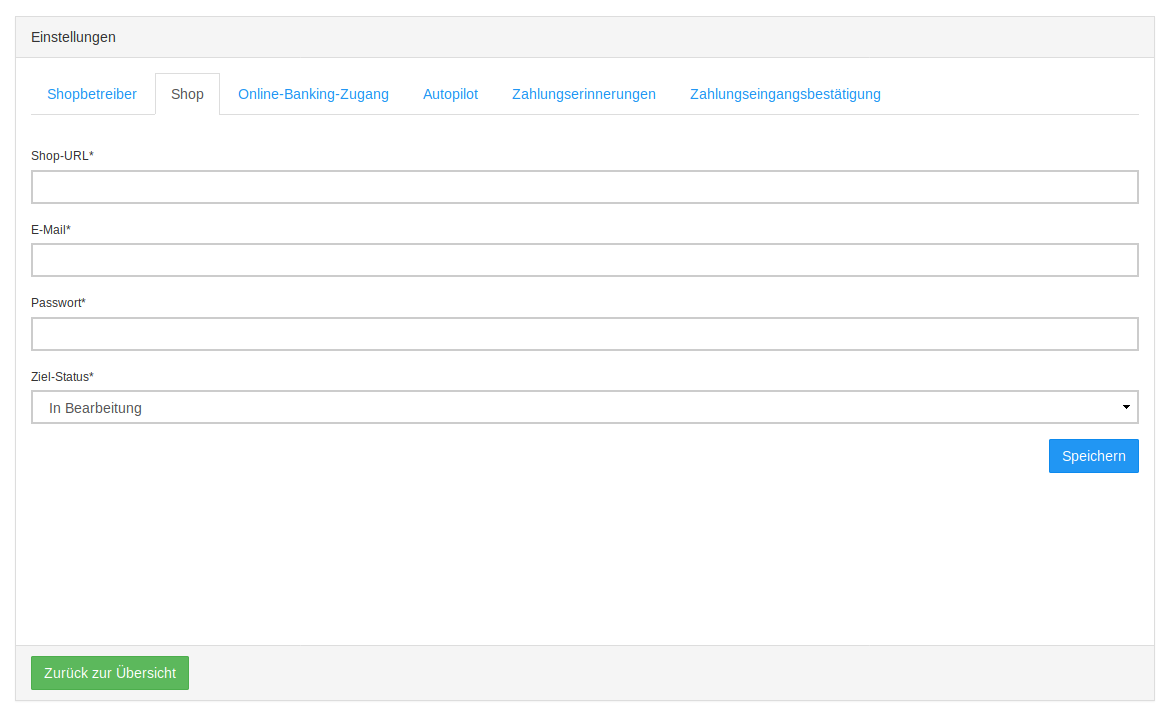 Einstellungen
Shopbetreiber Shop Online-Banking-Zugang Autopilot Zahlungserinnerungen Zahlungseingangsbestätigung
Shop-URL*
E-Mail*
Passwort*
Ziel-Status*
In Bearbeitung
Speichern
Zurück zur Übersicht